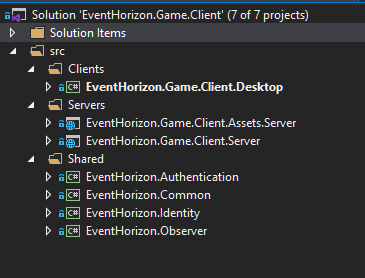 Solution 'EventHorizon.Game.Client' (7 of 7 projects)
Solution Items
src
Clients
C# EventHorizon.Game.Client.Desktop
Servers
EventHorizon.Game.Client.Assets.Server
EventHorizon.Game.Client.Server
Shared
C# EventHorizon.Authentication
C# EventHorizon.Common
C# EventHorizon.Identity
C# EventHorizon.Observer